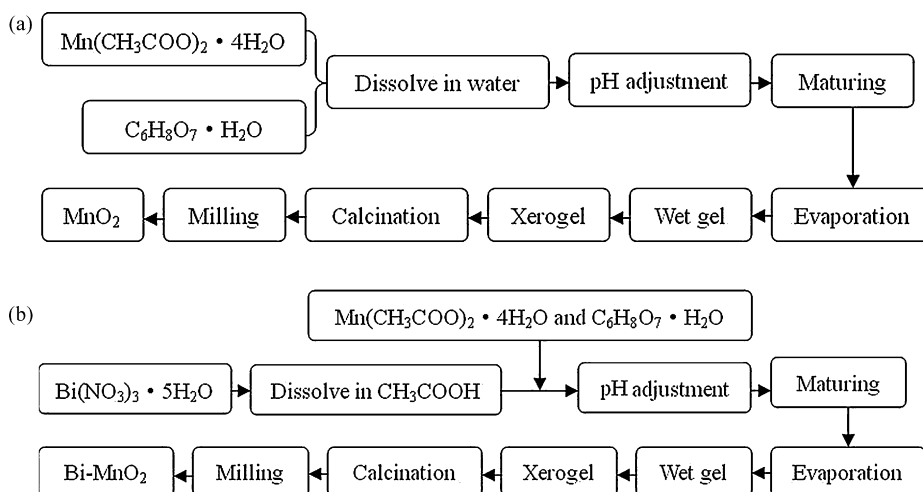 (a)
Mn(CH₃COO)₂・4H₂O
C₆H₈O₇・H₂O
Dissolve in water
pH adjustment
Maturing
MnO₂
Milling
Calcination
Xerogel
Wet gel
Evaporation
(b)
Mn(CH₃COO)₂・4H₂O and C₆H₈O₇・H₂O
Bi(NO₃)₃・5H₂O
Dissolve in CH₃COOH
pH adjustment
Maturing
Bi-MnO₂
Milling
Calcination
Xerogel
Wet gel
Evaporation